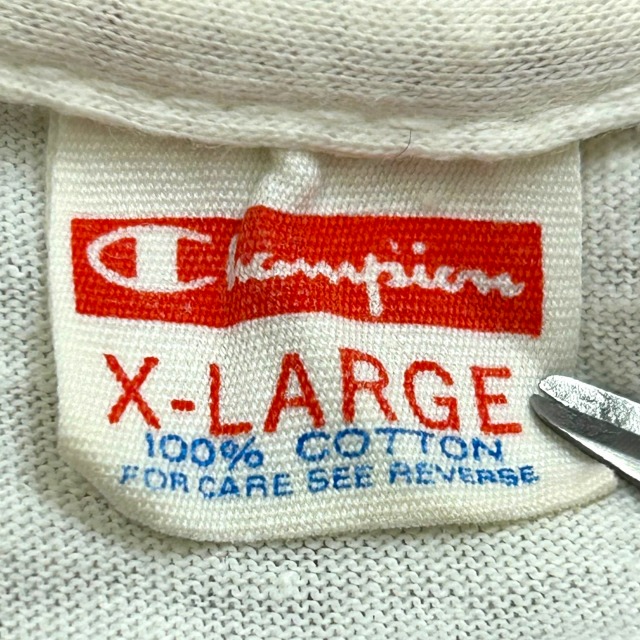 Champion
X-LARGE
100% COTTON
FOR CARE SEE REVERSE